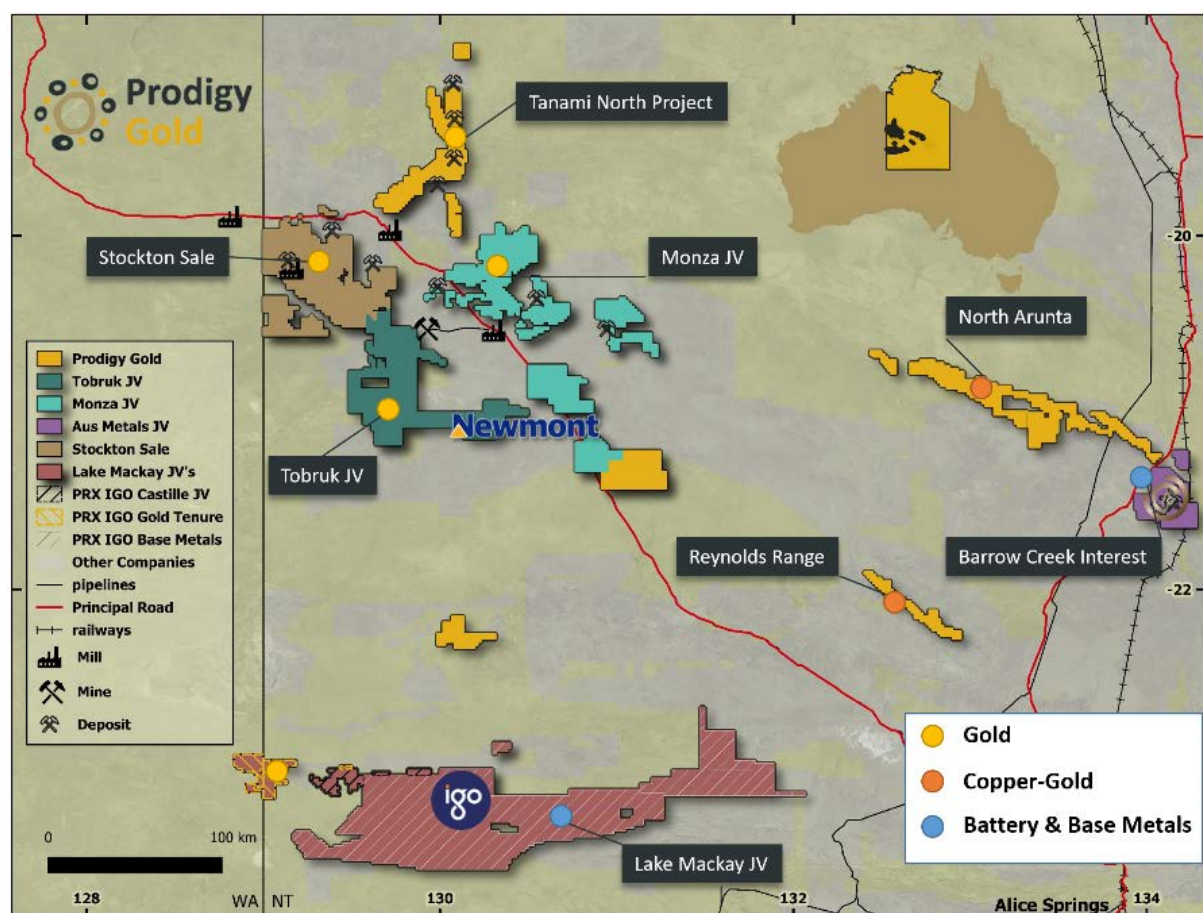 Prodigy
Gold
Tanami North Project
Stockton Sale
Monza JV
North Arunta
Newmont
Tobruk JV
Reynolds Range
Barrow Creek Interest
Prodigy Gold
Tobruk JV
Monza JV
Aus Metals JV
Stockton Sale
Lake Mackay JV's
PRX IGO Castille JV
PRX IGO Gold Tenure
PRX IGO Base Metals
Other Companies
pipelines
Principal Road
railways
Mill
Mine
Deposit
-20
-22
igo
Lake Mackay JV
Gold
Copper-Gold
Battery & Base Metals
0 100 km
128 WA NT 130 132 134
Alice Springs